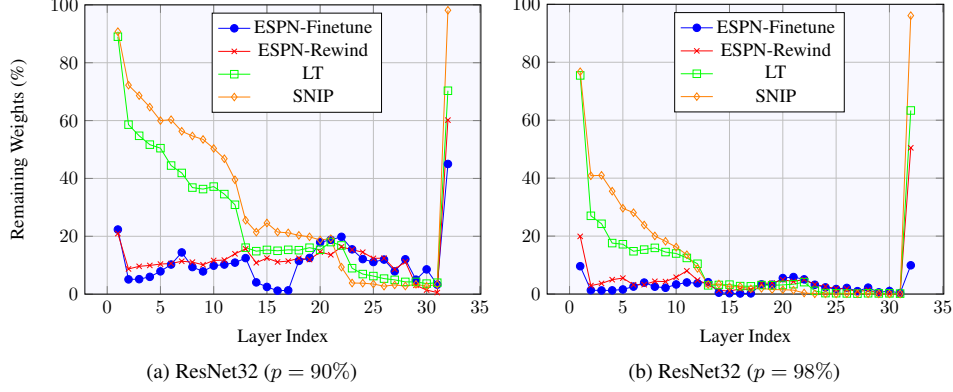 100
80
60
40
20
0
0
5
10
15
20
25
30
35
Remaining Weights (%)
Layer Index
ESPN-Finetune
ESPN-Rewind
LT
SNIP
(a) ResNet32 (p = 90%)
100
80
60
40
20
0
0
5
10
15
20
25
30
35
Layer Index
ESPN-Finetune
ESPN-Rewind
LT
SNIP
(b) ResNet32 (p = 98%)